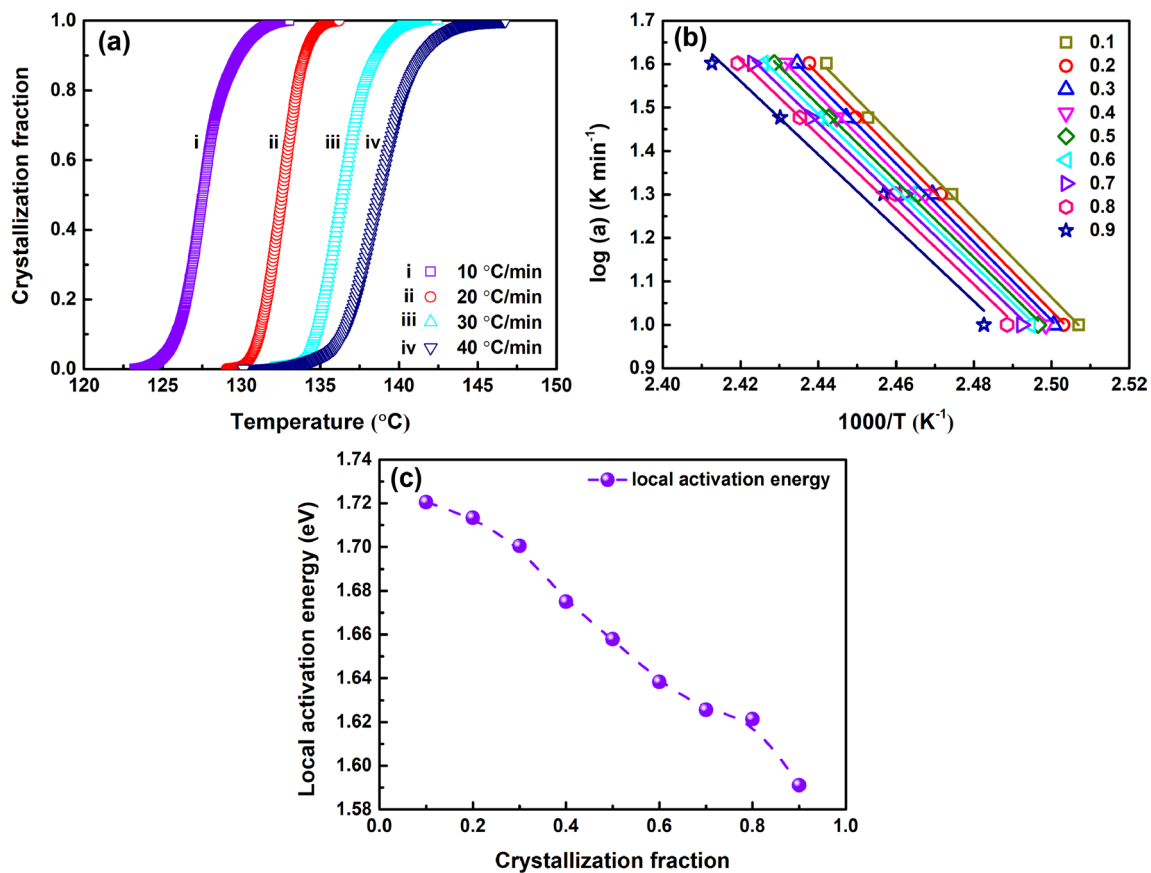 (a)
1.0
0.8
0.6
0.4
0.2
0.0
Crystallization fraction
i
ii
iii
iv
i 10 °C/min
ii 20 °C/min
iii 30 °C/min
iv 40 °C/min
120 125 130 135 140 145 150
Temperature (°C)
(b)
1.7
1.6
1.5
1.4
1.3
1.2
1.1
1.0
0.9
log (a) (K min⁻¹)
0.1
0.2
0.3
0.4
0.5
0.6
0.7
0.8
0.9
2.40 2.42 2.44 2.46 2.48 2.50 2.52
1000/T (K⁻¹)
(c)
local activation energy
1.74
1.72
1.70
1.68
1.66
1.64
1.62
1.60
1.58
Local activation energy (eV)
0.0 0.2 0.4 0.6 0.8 1.0
Crystallization fraction